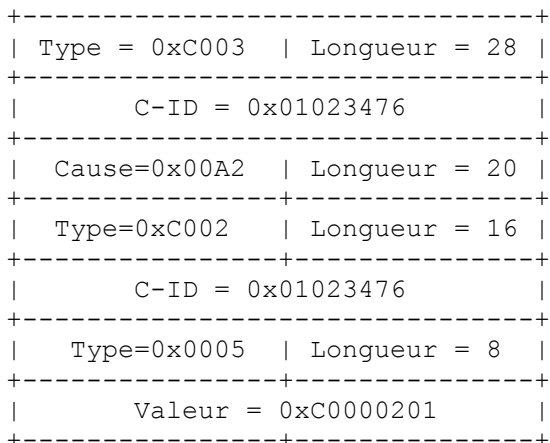 | Type = 0xC003 | Longueur = 28 |
| C-ID = 0x01023476 |
| Cause=0x00A2 | Longueur = 20 |
| Type=0xC002 | Longueur = 16 |
| C-ID = 0x01023476 |
| Type=0x0005 | Longueur = 8 |
| Valeur = 0xC0000201 |